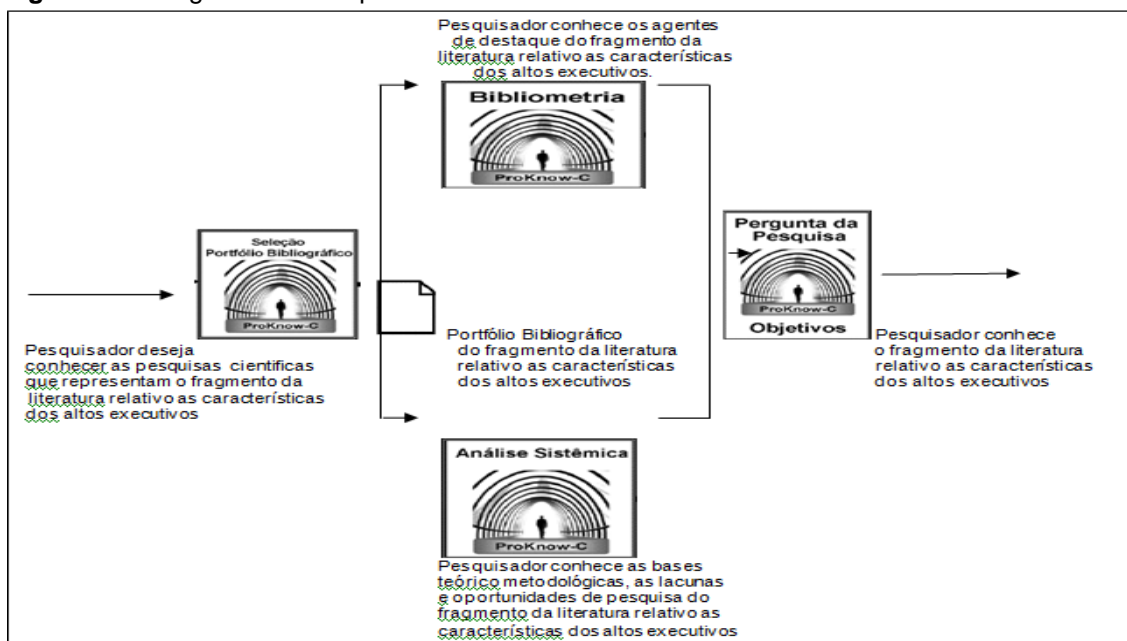 Pesquisador conhece os agentes
de destaque do fragmento da
literatura relativo as características
dos altos executivos.
Bibliometria
ProKnow-C
Seleção
Portfólio Bibliográfico
ProKnow-C
Pesquisador deseja
conhecer as pesquisas científicas
que representam o fragmento da
literatura relativo as características
dos altos executivos
Portfólio Bibliográfico
do fragmento da literatura
relativo as características
dos altos executivos
Pergunta da
Pesquisa
ProKnow-C
Objetivos
Pesquisador conhece
o fragmento da literatura
relativo as características
dos altos executivos
Análise Sistêmica
ProKnow-C
Pesquisador conhece as bases
teórico metodológicas, as lacunas
e oportunidades de pesquisa do
fragmento da literatura relativo as
características dos altos executivos